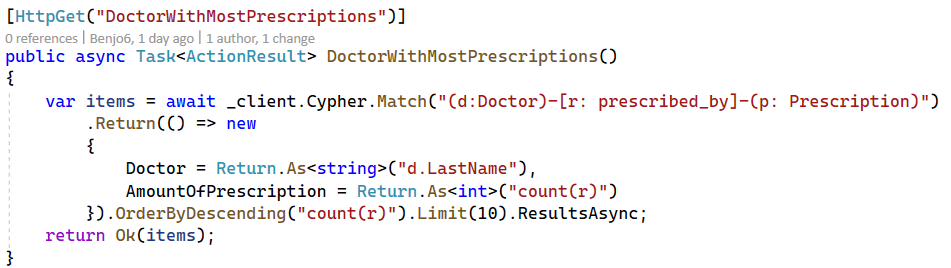 [HttpGet("DoctorWithMostPrescriptions")]
0 references | Benjo6, 1 day ago | 1 author, 1 change
public async Task<ActionResult> DoctorWithMostPrescriptions()
{
    var items = await _client.Cypher.Match("(d:Doctor)-[r: prescribed_by]-(p: Prescription)")
        .Return(() => new
        {
            Doctor = Return.As<string>("d.LastName"),
            AmountOfPrescription = Return.As<int>("count(r)")
        }).OrderByDescending("count(r)").Limit(10).ResultsAsync;
    return Ok(items);
}